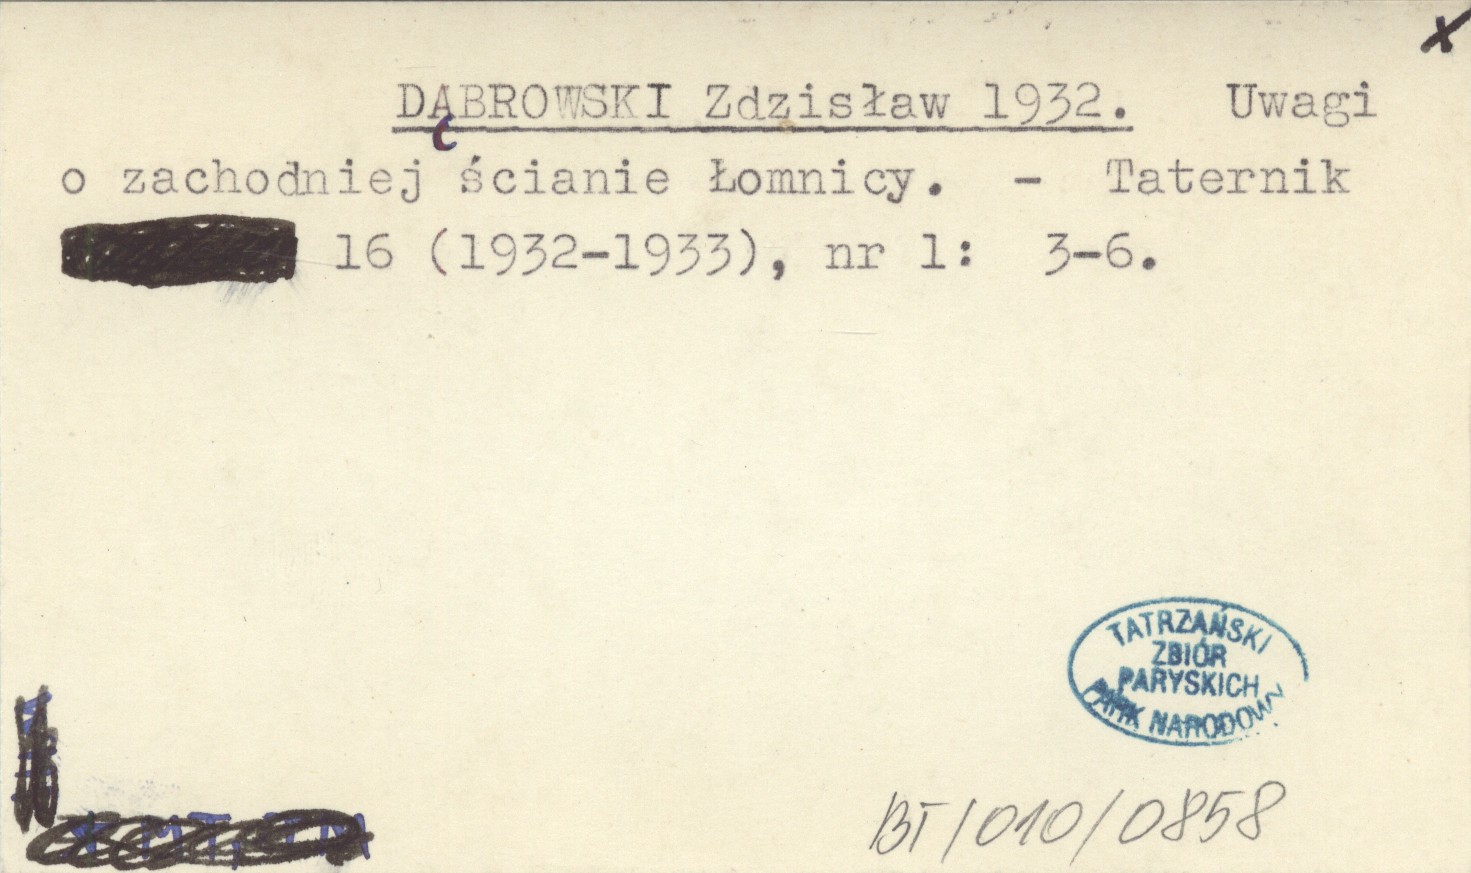 x
DĄBROWSKI Zdzisław 1932. Uwagi
o zachodniej ścianie Łomnicy. - Taternik
16 (1932-1933), nr 1: 3-6.
TATRZAŃSKI
ZBIÓR
PARYSKICH
PARK NARODOWY
BT/010/0858